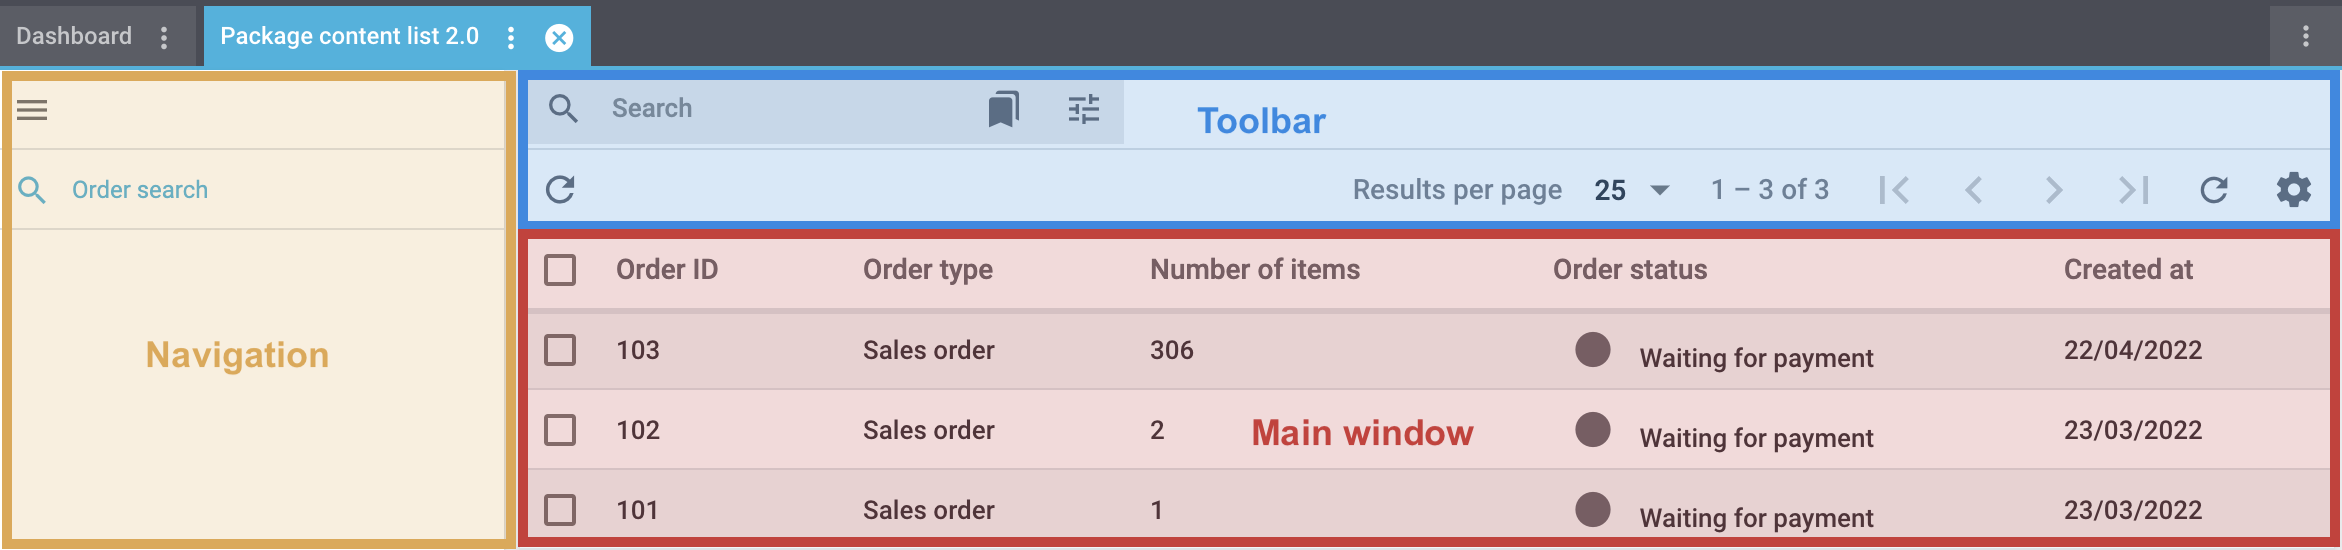 Dashboard Package content list 2.0
Search Toolbar
Order search Results per page 25 1 – 3 of 3
Order ID Order type Number of items Order status Created at
103 Sales order 306 Waiting for payment 22/04/2022
Navigation
102 Sales order 2 Main window Waiting for payment 23/03/2022
101 Sales order 1 Waiting for payment 23/03/2022